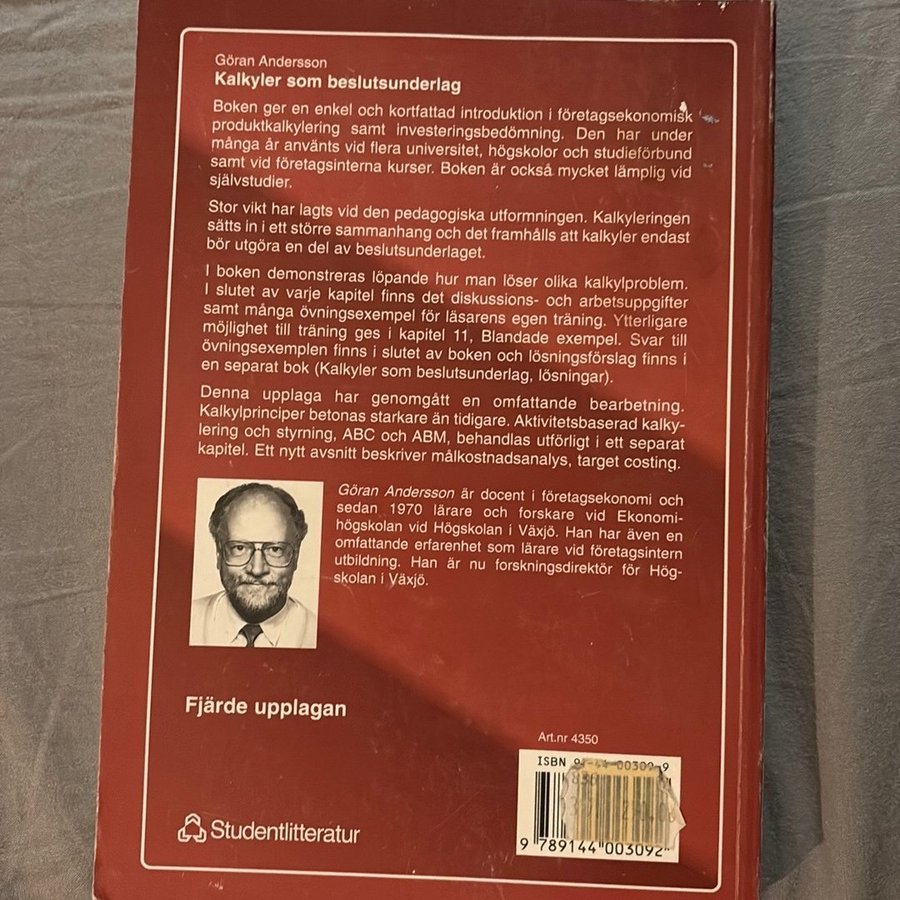 Göran Andersson
Kalkyler som beslutsunderlag
Boken ger en enkel och kortfattad introduktion i företagsekonomisk
produktkalkylering samt investeringsbedömning. Den har under
många år använts vid flera universitet, högskolor och studieförbund
samt vid företagsinterna kurser. Boken är också mycket lämplig vid
självstudier.
Stor vikt har lagts vid den pedagogiska utformningen. Kalkyleringen
sätts in i ett större sammanhang och det framhålls att kalkyler endast
bör utgöra en del av beslutsunderlaget.
I boken demonstreras löpande hur man löser olika kalkylproblem.
I slutet av varje kapitel finns det diskussions- och arbetsuppgifter
samt många övningsexempel för läsarens egen träning. Ytterligare
möjlighet till träning ges i kapitel 11, Blandade exempel. Svar till
övningsexemplen finns i slutet av boken och lösningsförslag finns i
en separat bok (Kalkyler som beslutsunderlag, lösningar).
Denna upplaga har genomgått en omfattande bearbetning.
Kalkylprinciper betonas starkare än tidigare. Aktivitetsbaserad kalky-
lering och styrning, ABC och ABM, behandlas utförligt i ett separat
kapitel. Ett nytt avsnitt beskriver målkostnadsanalys, target costing.
Göran Andersson är docent i företagsekonomi och
sedan 1970 lärare och forskare vid Ekonomi-
högskolan vid Högskolan i Växjö. Han har även en
omfattande erfarenhet som lärare vid företagsintern
utbildning. Han är nu forskningsdirektör för Hög-
skolan i Växjö.
Fjärde upplagan
Art.nr 4350
ISBN
9 789144 003092
Studentlitteratur